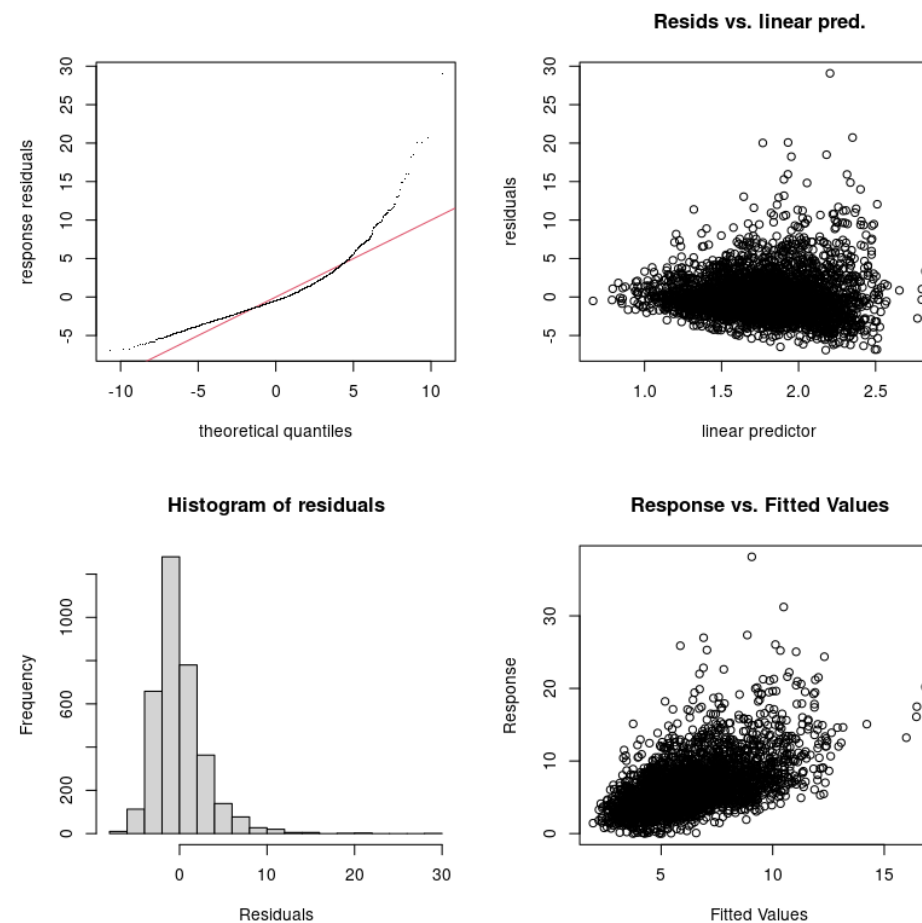 Resids vs. linear pred.
response residuals
-5 0 5 10 15 20 25 30
-10 -5 0 5 10
theoretical quantiles
residuals
-5 0 5 10 15 20 25 30
1.0 1.5 2.0 2.5
linear predictor
Histogram of residuals
Response vs. Fitted Values
Frequency
0 200 600 1000
0 10 20 30
Residuals
Response
0 10 20 30
5 10 15
Fitted Values